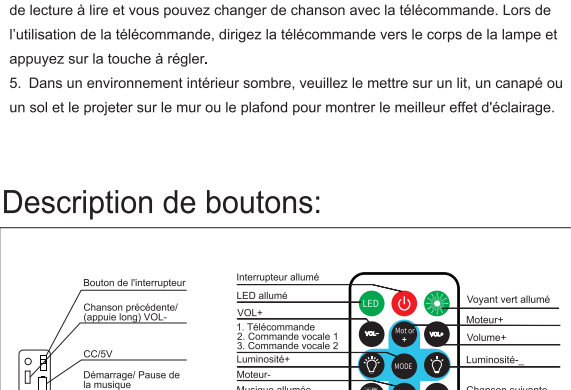 de lecture à lire et vous pouvez changer de chanson avec la télécommande. Lors de
l'utilisation de la télécommande, dirigez la télécommande vers le corps de la lampe et
appuyez sur la touche à régler.
5. Dans un environnement intérieur sombre, veuillez le mettre sur un lit, un canapé ou
un sol et le projeter sur le mur ou le plafond pour montrer le meilleur effet d'éclairage.
Description de boutons:
Bouton de l'interrupteur
Chanson précédente/
(appuie long) VOL-
CC/5V
Démarrage/ Pause de
la musique
Interrupteur allumé
LED allumé
VOL+
1. Télécommande
2. Commande vocale 1
3. Commande vocale 2
Luminosité+
Moteur-
Musique allumée
LED
VOL-
Motor
+
VOL+
MODE
Voyant vert allumé
Moteur+
Volume+
Luminosité-_
Chanson suivante